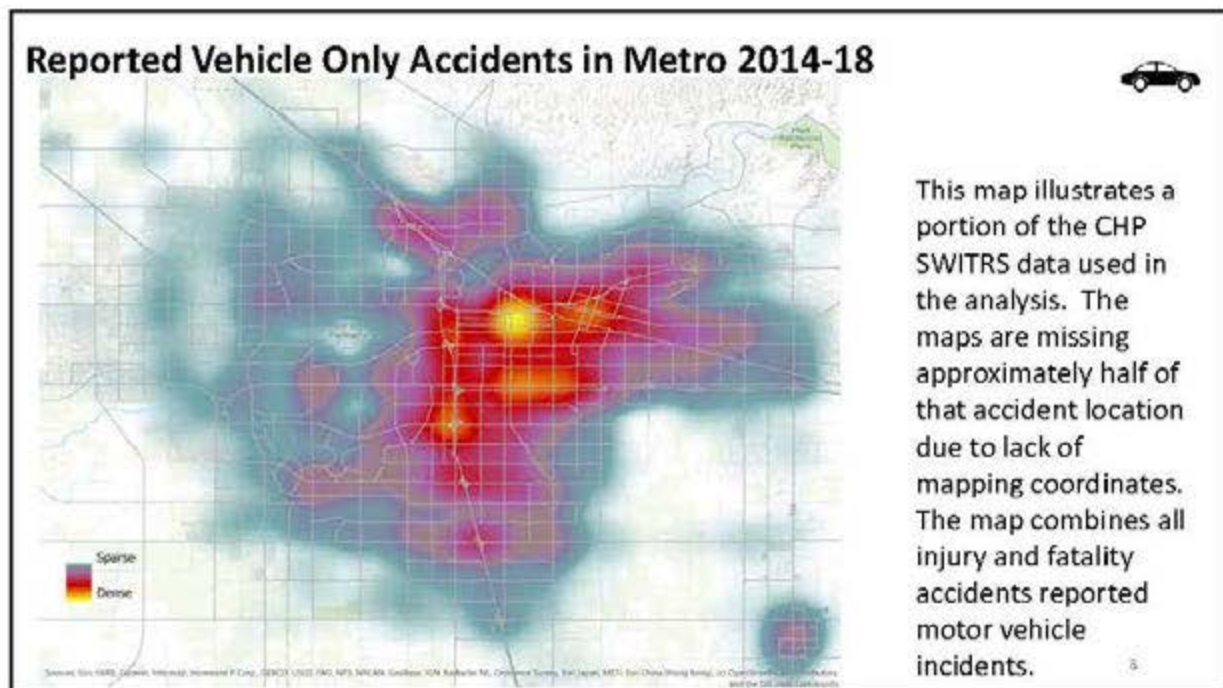 Reported Vehicle Only Accidents in Metro 2014-18
This map illustrates a
portion of the CHP
SWITRS data used in
the analysis. The
maps are missing
approximately half of
that accident location
due to lack of
mapping coordinates.
The map combines all
injury and fatality
accidents reported
motor vehicle
incidents.
Sparse
Dense